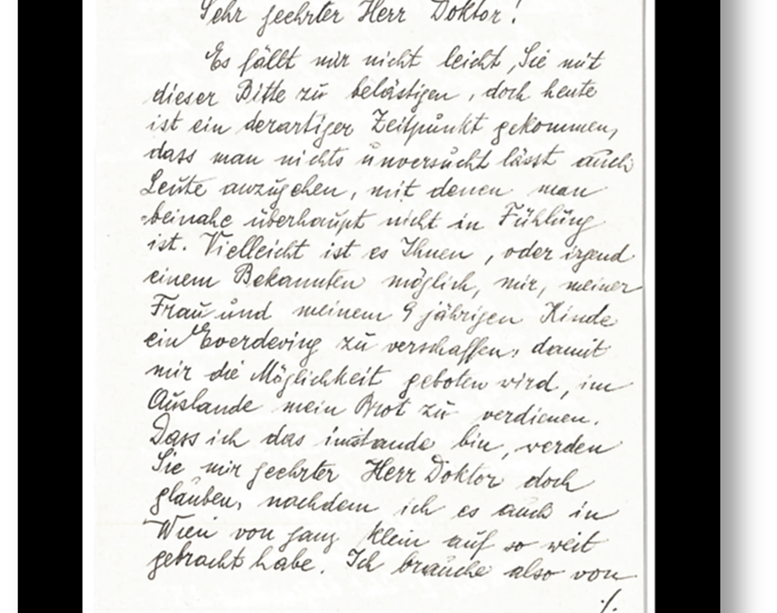 Sehr geehrter Herr Doktor!
Es fällt mir nicht leicht, Sie mit
dieser Bitte zu belästigen, doch heute
ist ein derartiger Zeitpunkt gekommen,
dass man nichts unversucht lässt auch
Leute anzugehen, mit denen man
beinahe überhaupt nicht in Fühlung
ist. Vielleicht ist es Ihnen, oder irgend
einem Bekannten möglich, mir, meiner
Frau und meinem 9 jährigen Kinde
ein zu verschaffen, damit
mir die Möglichkeit geboten wird, im
Auslande mein Brot zu verdienen.
Dass ich das imstande bin, werden
Sie mir geehrter Herr Doktor doch
glauben, nachdem ich es auch in
Wien von ganz klein auf so weit
gebracht habe. Ich brauche also von
./.